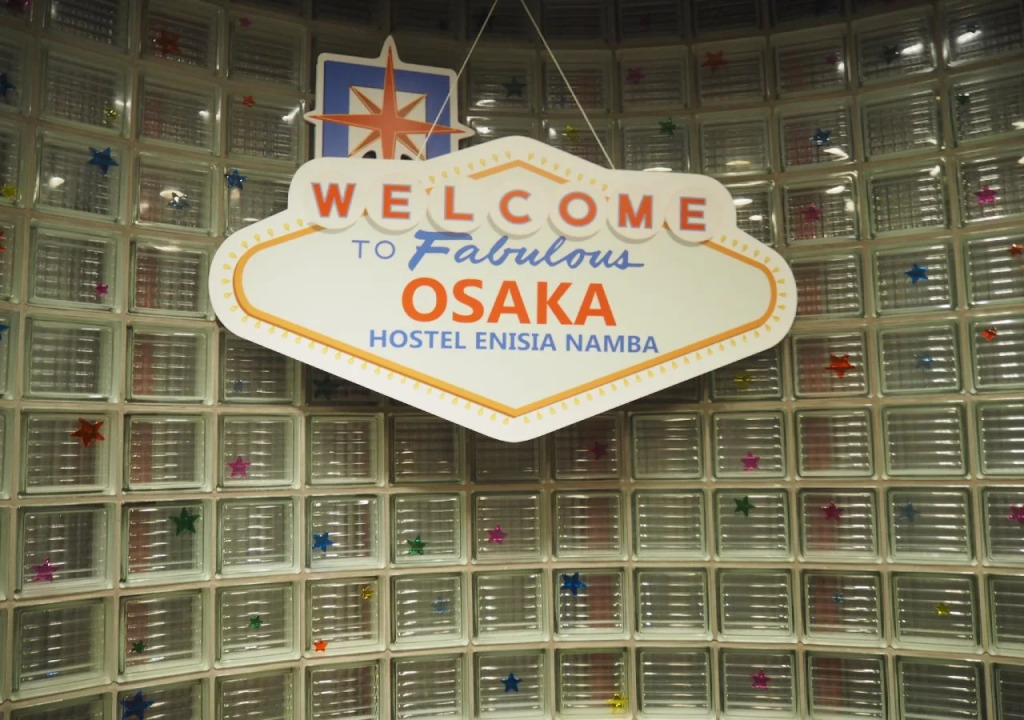 WELCOME
TO Fabulous
OSAKA
HOSTEL ENISIA NAMBA